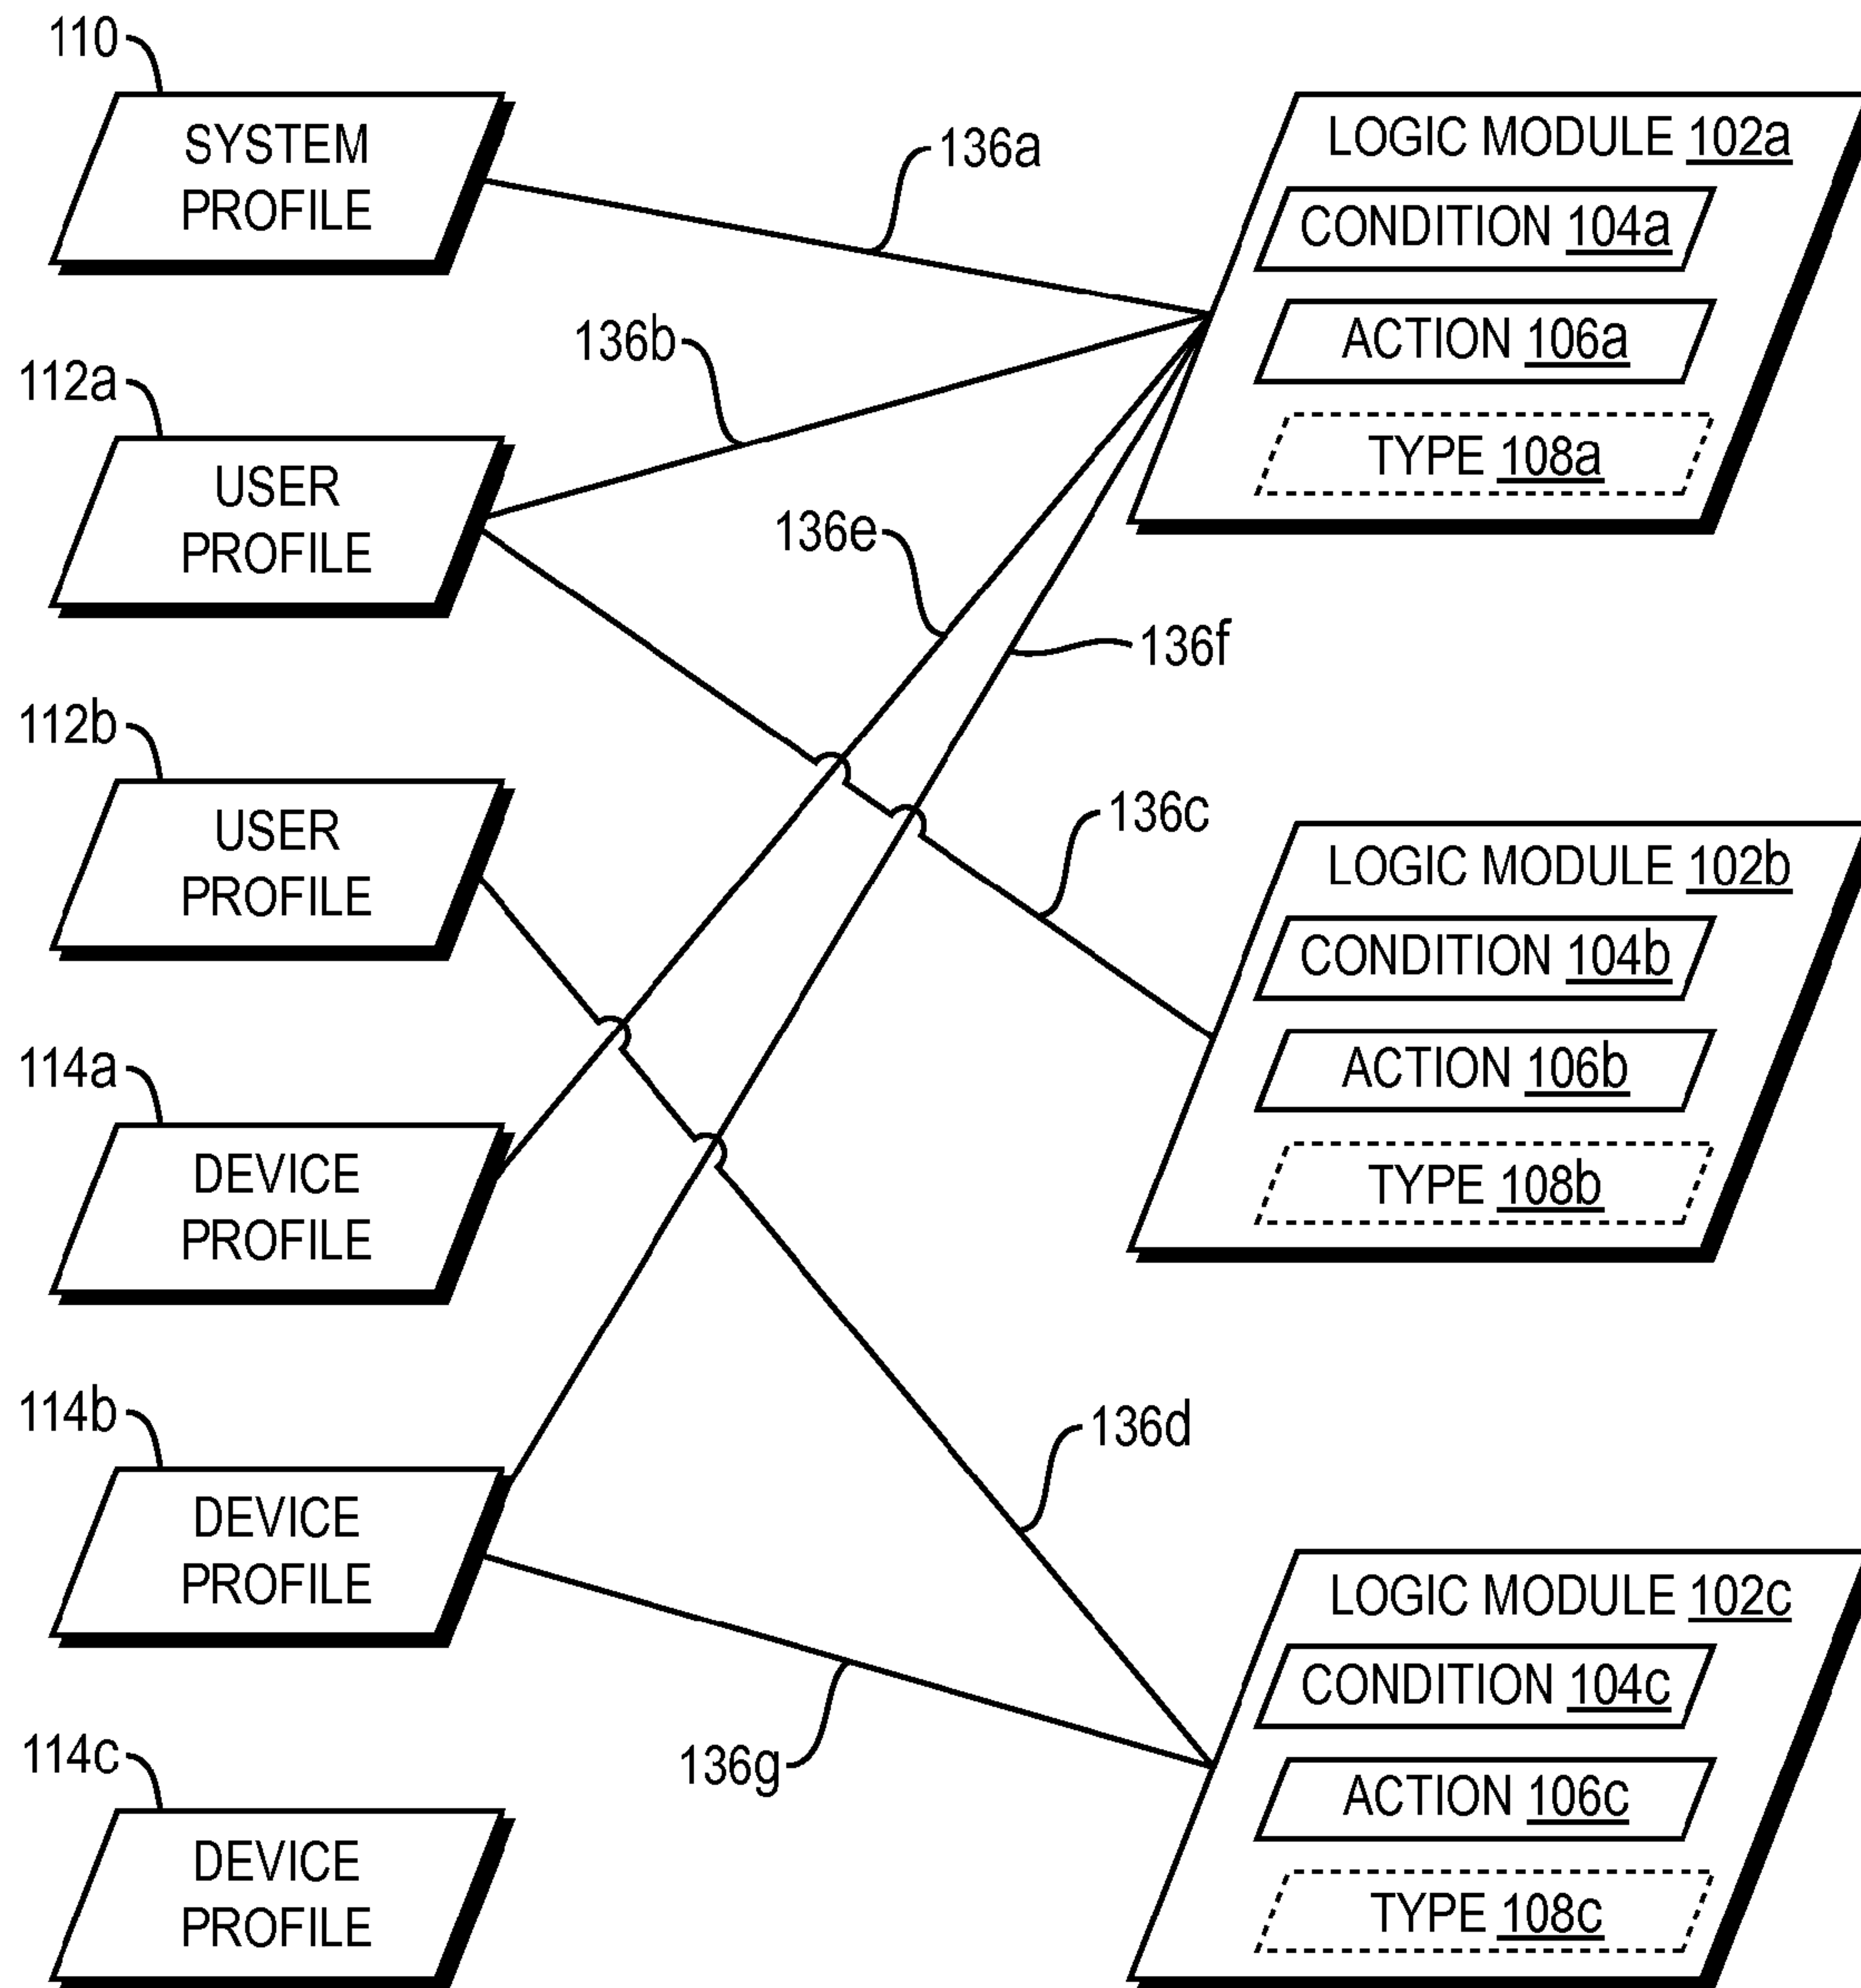 110
SYSTEM
PROFILE
136a
LOGIC MODULE 102a
CONDITION 104a
ACTION 106a
TYPE 108a
136b
112a
USER
PROFILE
136e
136f
112b
USER
PROFILE
136c
LOGIC MODULE 102b
CONDITION 104b
ACTION 106b
TYPE 108b
114a
DEVICE
PROFILE
114b
DEVICE
PROFILE
136d
136g
LOGIC MODULE 102c
CONDITION 104c
ACTION 106c
TYPE 108c
114c
DEVICE
PROFILE